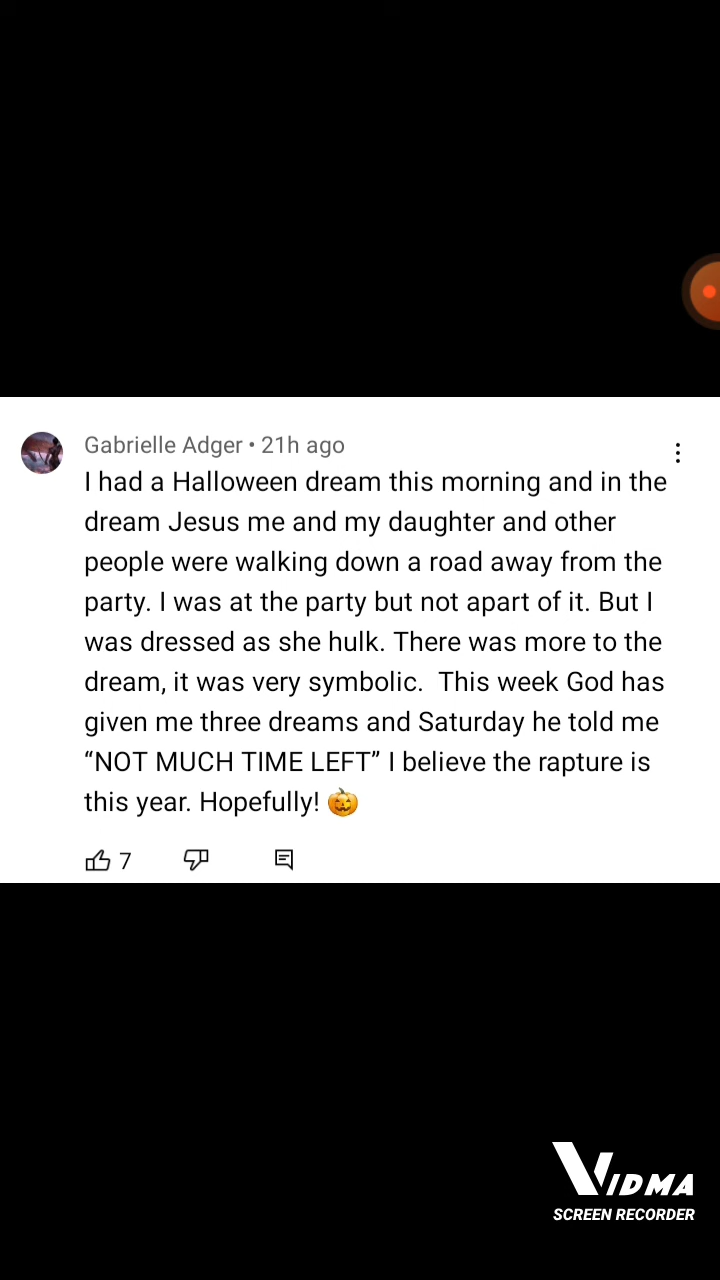 Gabrielle Adger • 21h ago
I had a Halloween dream this morning and in the
dream Jesus me and my daughter and other
people were walking down a road away from the
party. I was at the party but not apart of it. But I
was dressed as she hulk. There was more to the
dream, it was very symbolic.  This week God has
given me three dreams and Saturday he told me
“NOT MUCH TIME LEFT” I believe the rapture is
this year. Hopefully! 🎃
7
VIDMA
SCREEN RECORDER